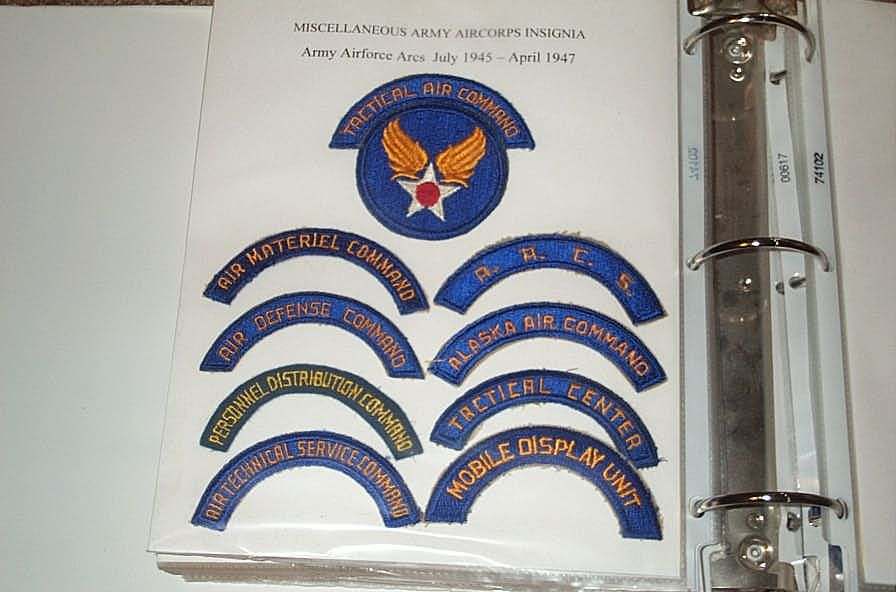 MISCELLANEOUS ARMY AIRCORPS INSIGNIA
Army Airforce Arcs July 1945 – April 1947
TACTICAL AIR COMMAND
AIR MATERIEL COMMAND
A. A. C. S.
AIR DEFENSE COMMAND
ALASKA AIR COMMAND
PERSONNEL DISTRIBUTION COMMAND
TACTICAL CENTER
AIR TECHNICAL SERVICE COMMAND
MOBILE DISPLAY UNIT
00617
74102